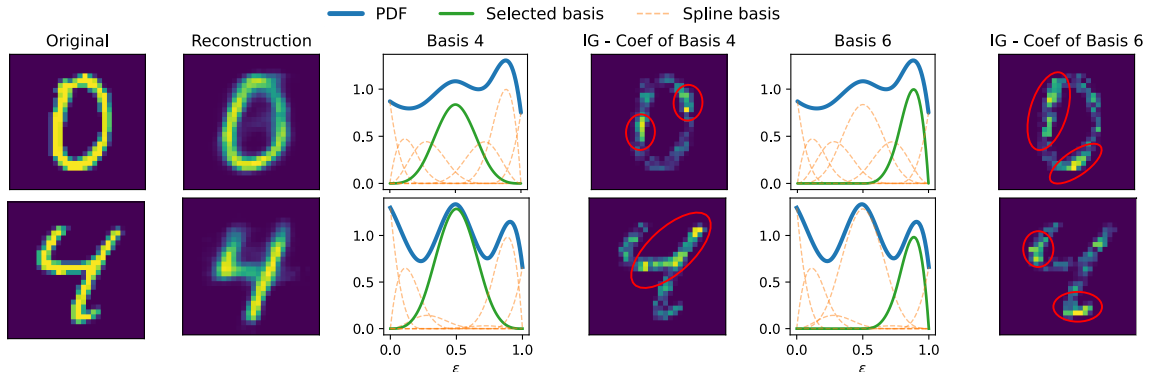 PDF Selected basis Spline basis
Original Reconstruction Basis 4 IG - Coef of Basis 4 Basis 6 IG - Coef of Basis 6
1.0 1.0
0.5 0.5
0.0 0.0
1.0 1.0
0.5 0.5
0.0 0.0
0.0 0.5 1.0 0.0 0.5 1.0
ε ε